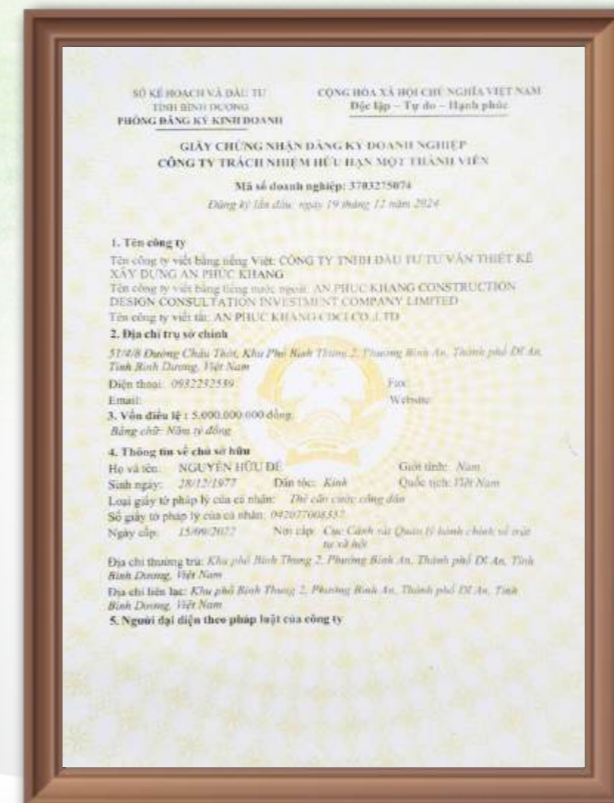 SỞ KẾ HOẠCH VÀ ĐẦU TƯ
TỈNH BÌNH DƯƠNG
PHÒNG ĐĂNG KÝ KINH DOANH
CỘNG HÒA XÃ HỘI CHỦ NGHĨA VIỆT NAM
Độc lập – Tự do – Hạnh phúc
GIẤY CHỨNG NHẬN ĐĂNG KÝ DOANH NGHIỆP
CÔNG TY TRÁCH NHIỆM HỮU HẠN MỘT THÀNH VIÊN
Mã số doanh nghiệp: 3703275074
Đăng ký lần đầu: ngày 19 tháng 12 năm 2024
1. Tên công ty
Tên công ty viết bằng tiếng Việt: CÔNG TY TNHH ĐẦU TƯ TƯ VẤN THIẾT KẾ
XÂY DỰNG AN PHÚC KHANG
Tên công ty viết bằng tiếng nước ngoài: AN PHUC KHANG CONSTRUCTION
DESIGN CONSULTATION INVESTMENT COMPANY LIMITED
Tên công ty viết tắt: AN PHUC KHANG CDCI CO.,LTD
2. Địa chỉ trụ sở chính
57/4/8 Đường Châu Thới, Khu Phố Bình Thung 2, Phường Bình An, Thành phố Dĩ An,
Tỉnh Bình Dương, Việt Nam
Điện thoại: 0932292539 Fax:
Email: Website:
3. Vốn điều lệ : 5.000.000.000 đồng.
Bằng chữ: Năm tỷ đồng
4. Thông tin về chủ sở hữu
Họ và tên: NGUYỄN HỮU ĐỀ Giới tính: Nam
Sinh ngày: 28/12/1977 Dân tộc: Kinh Quốc tịch: Việt Nam
Loại giấy tờ pháp lý của cá nhân: Thẻ căn cước công dân
Số giấy tờ pháp lý của cá nhân:
Ngày cấp: 15/09/2022 Nơi cấp: Cục Cảnh sát Quản lý hành chính về trật
tự xã hội
Địa chỉ thường trú: Khu phố Bình Thung 2, Phường Bình An, Thành phố Dĩ An, Tỉnh
Bình Dương, Việt Nam
Địa chỉ liên lạc: Khu phố Bình Thung 2, Phường Bình An, Thành phố Dĩ An, Tỉnh
Bình Dương, Việt Nam
5. Người đại diện theo pháp luật của công ty